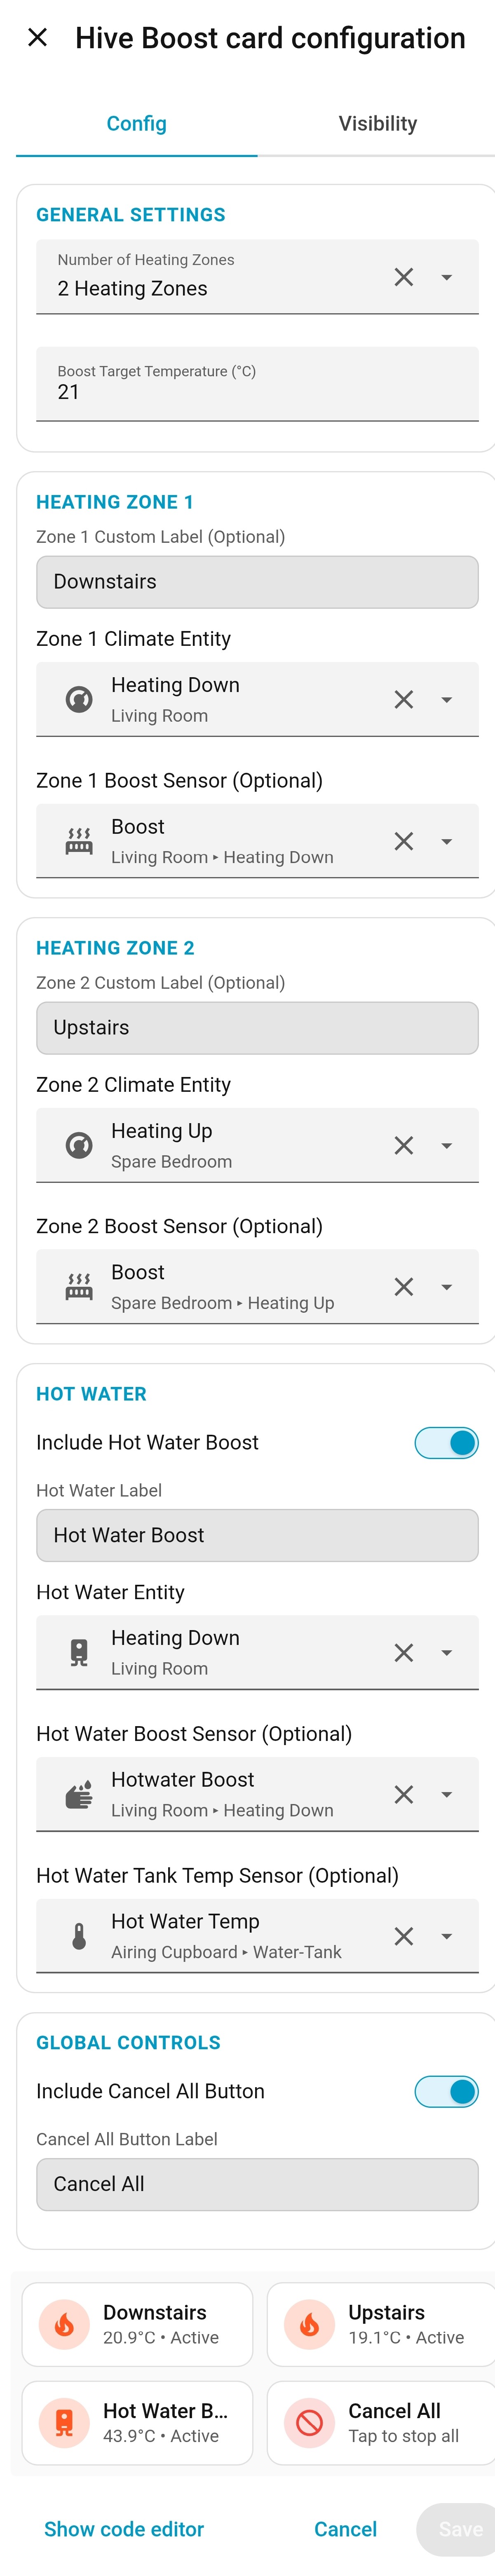 Hive Boost card configuration
Config
Visibility
GENERAL SETTINGS
Number of Heating Zones
2 Heating Zones
Boost Target Temperature (°C)
21
HEATING ZONE 1
Zone 1 Custom Label (Optional)
Downstairs
Zone 1 Climate Entity
Heating Down
Living Room
Zone 1 Boost Sensor (Optional)
Boost
Living Room ▸ Heating Down
HEATING ZONE 2
Zone 2 Custom Label (Optional)
Upstairs
Zone 2 Climate Entity
Heating Up
Spare Bedroom
Zone 2 Boost Sensor (Optional)
Boost
Spare Bedroom ▸ Heating Up
HOT WATER
Include Hot Water Boost
Hot Water Label
Hot Water Boost
Hot Water Entity
Heating Down
Living Room
Hot Water Boost Sensor (Optional)
Hotwater Boost
Living Room ▸ Heating Down
Hot Water Tank Temp Sensor (Optional)
Hot Water Temp
Airing Cupboard ▸ Water-Tank
GLOBAL CONTROLS
Include Cancel All Button
Cancel All Button Label
Cancel All
Downstairs
20.9°C • Active
Upstairs
19.1°C • Active
Hot Water B...
43.9°C • Active
Cancel All
Tap to stop all
Show code editor
Cancel
Save